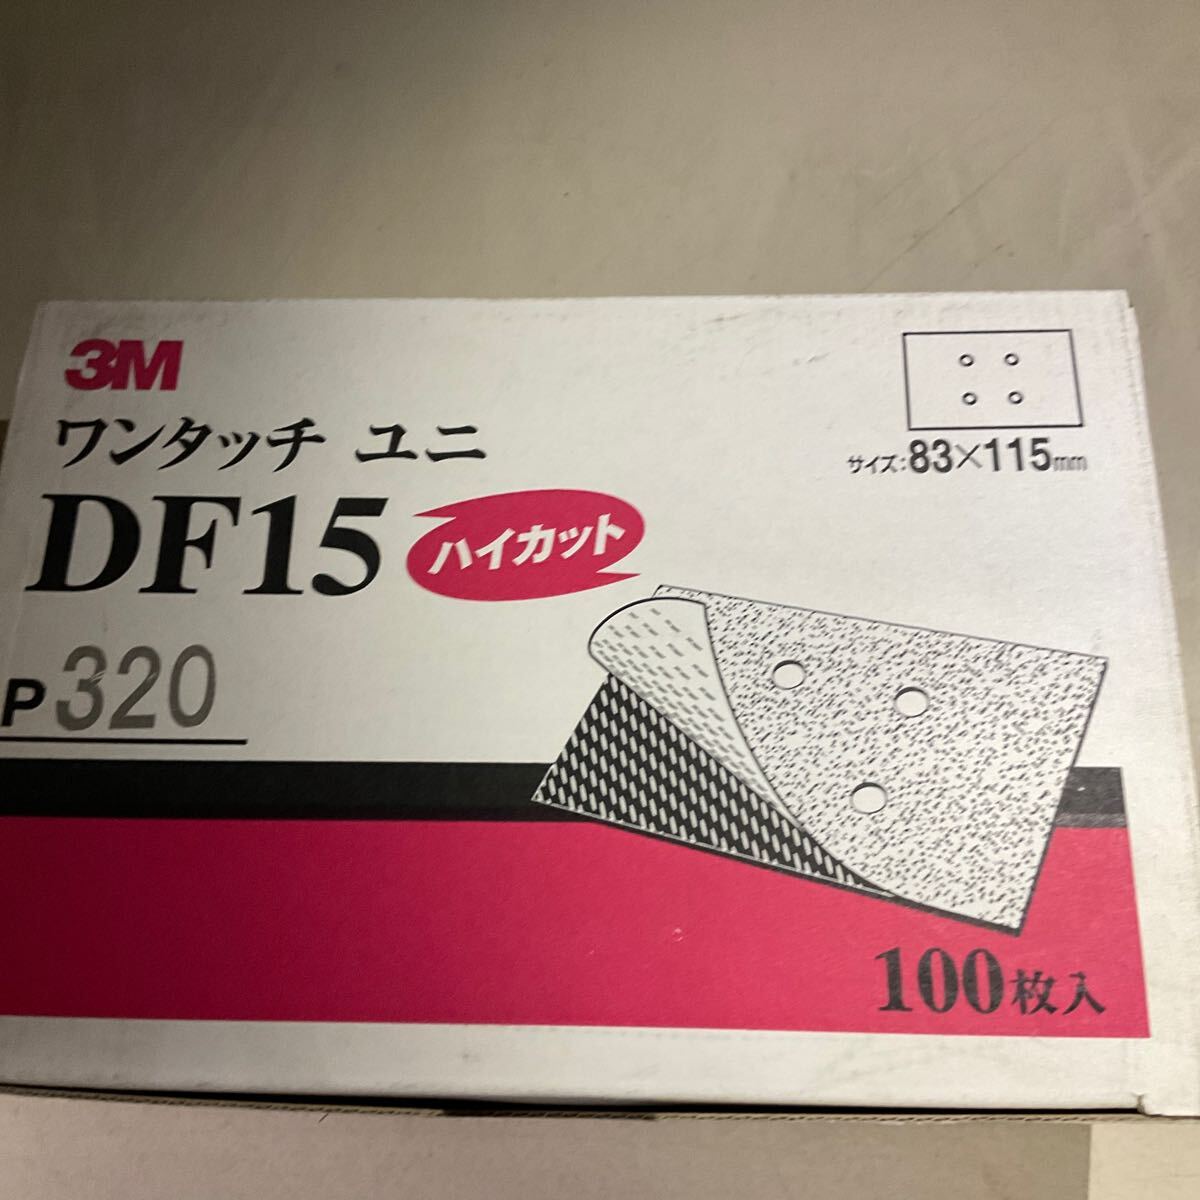 3M
ワンタッチ ユニ
DF15
ハイカット
P320
サイズ:83×115mm
100枚入